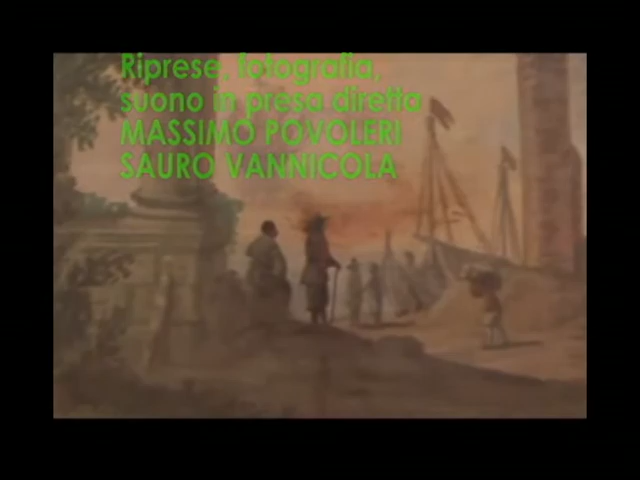 Riprese, fotografia,
suono in presa diretta
MASSIMO POVOLERI
SAURO VANNICOLA